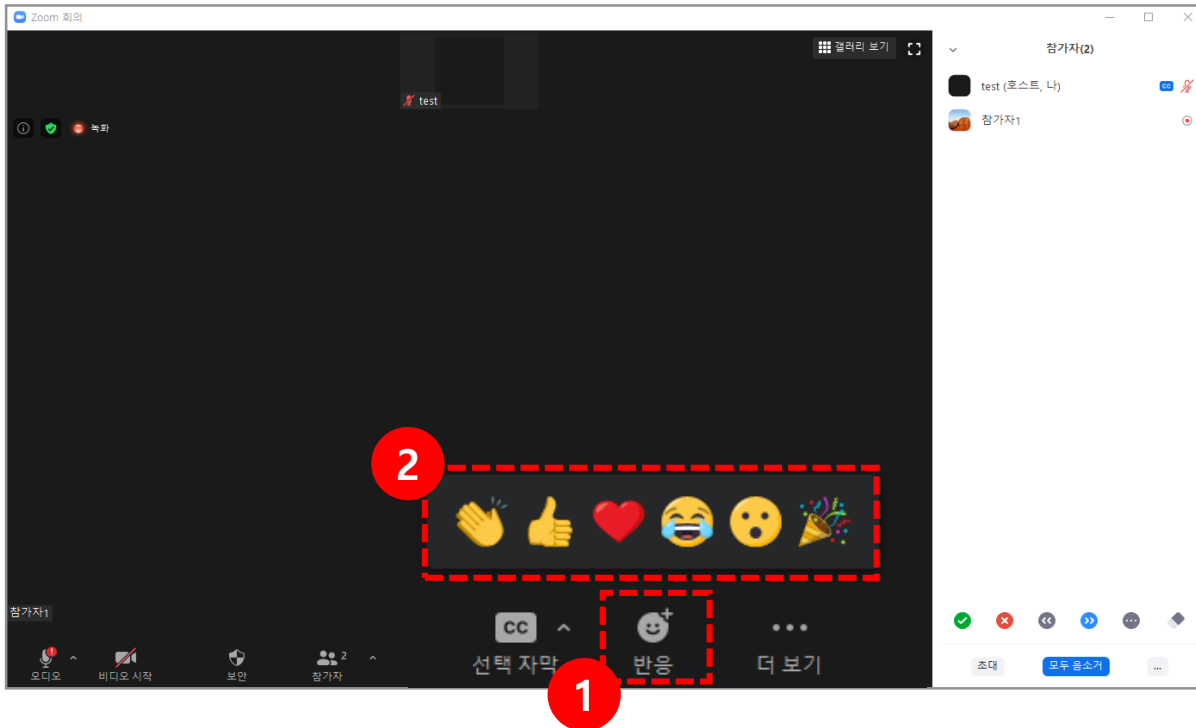 Zoom 회의
갤러리 보기
test
녹화
참가자(2)
test (호스트, 나)
CC
참가자1
2
참가자1
CC
선택 자막
반응
더 보기
오디오
비디오 시작
보안
2
참가자
1
초대
모두 음소거
...